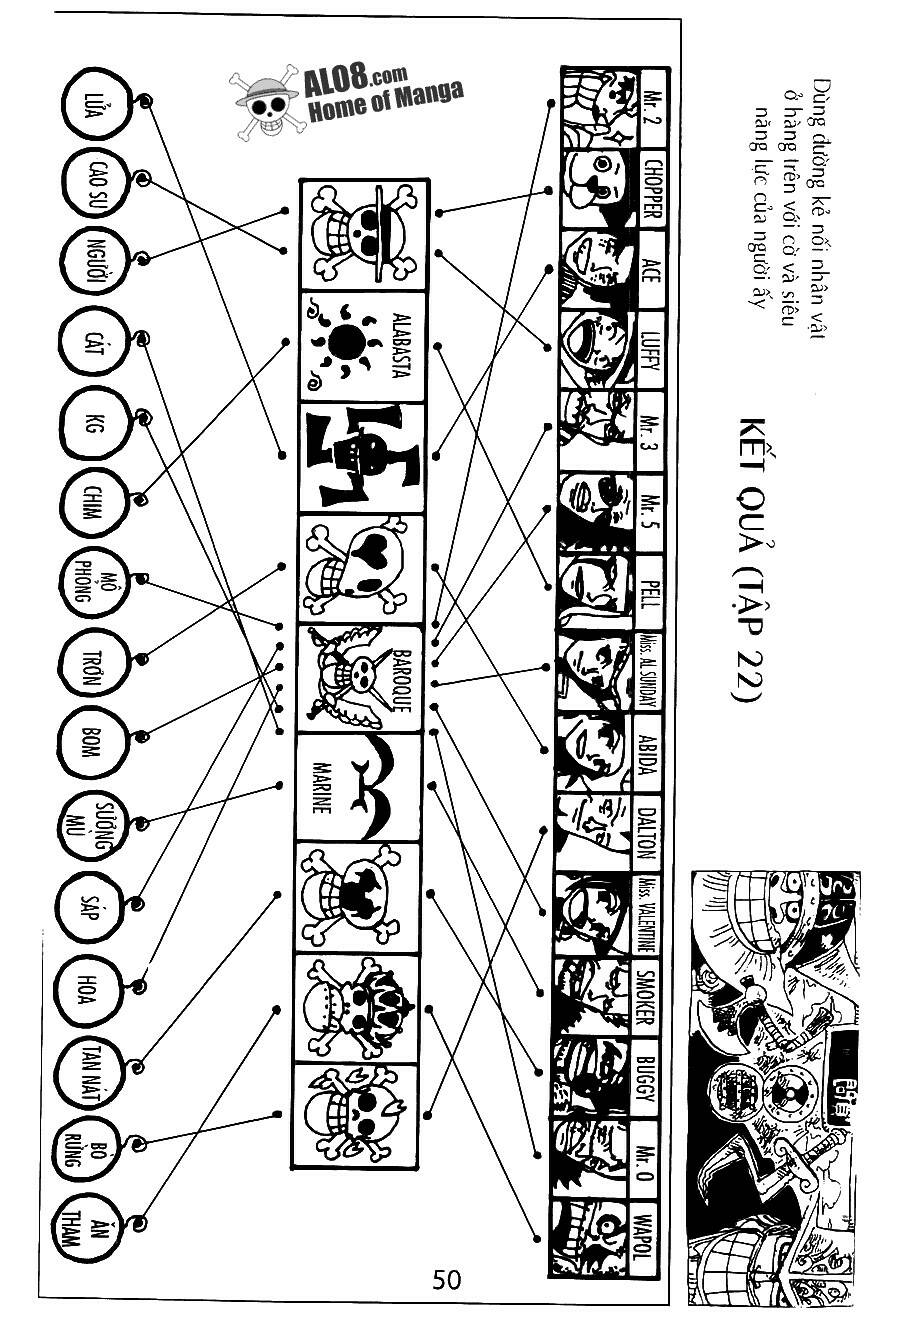 Dùng đường kẻ nối nhân vật
ở hàng trên với cờ và siêu
năng lực của người ấy
KẾT QUẢ (TẬP 22)
Mr. 2
CHOPPER
ACE
LUFFY
Mr. 3
Mr. 5
PELL
Miss. AL SUNDAY
ABIDA
DALTON
Miss. VALENTINE
SMOKER
BUGGY
Mr. 0
WAPOL
ALABASTA
BAROQUE
MARINE
LỬA
CAO SU
NGƯỜI
CÁT
KG
CHIM
MÔ
PHỎNG
TRƠN
BOM
SƯƠNG
MÙ
SÁP
HOA
TAN NÁT
BÒ
RỪNG
ĂN
THAM
ALO8.com
Home of Manga
50